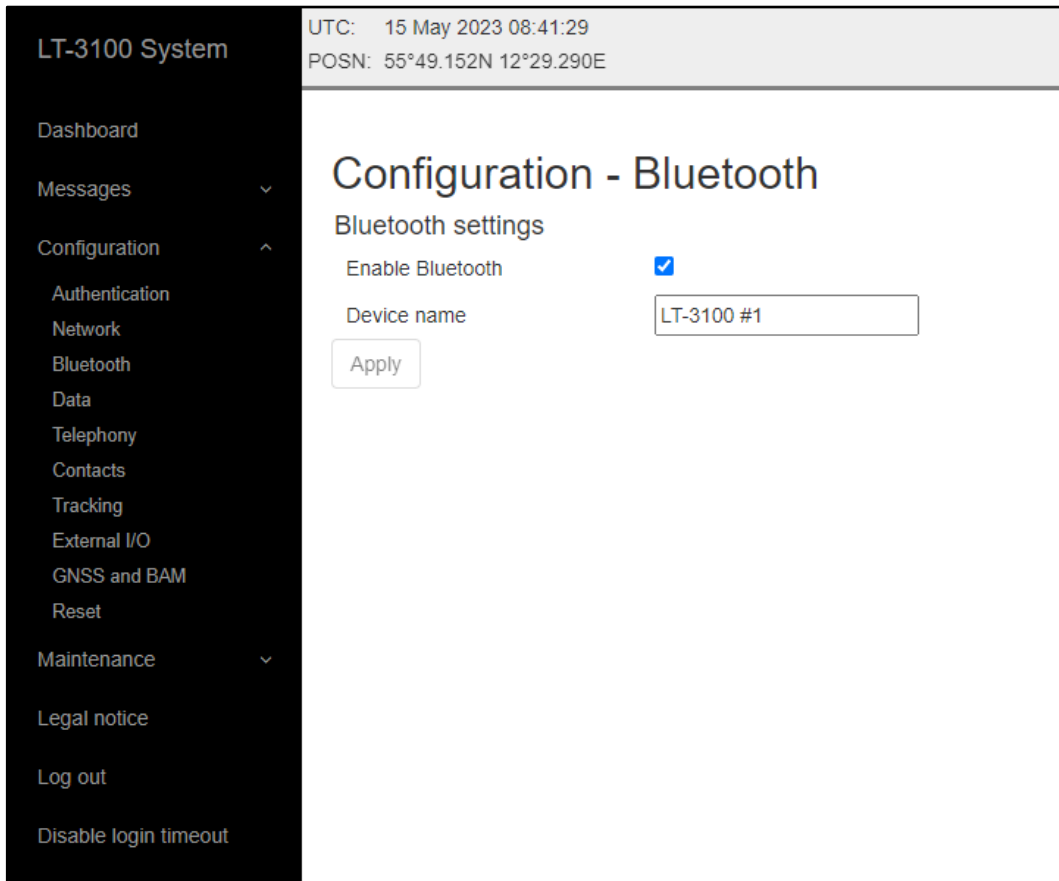 LT-3100 System
Dashboard
Messages
Configuration
Authentication
Network
Bluetooth
Data
Telephony
Contacts
Tracking
External I/O
GNSS and BAM
Reset
Maintenance
Legal notice
Log out
Disable login timeout
UTC: 15 May 2023 08:41:29
POSN: 55°49.152N 12°29.290E
Configuration - Bluetooth
Bluetooth settings
Enable Bluetooth
Device name LT-3100 #1
Apply